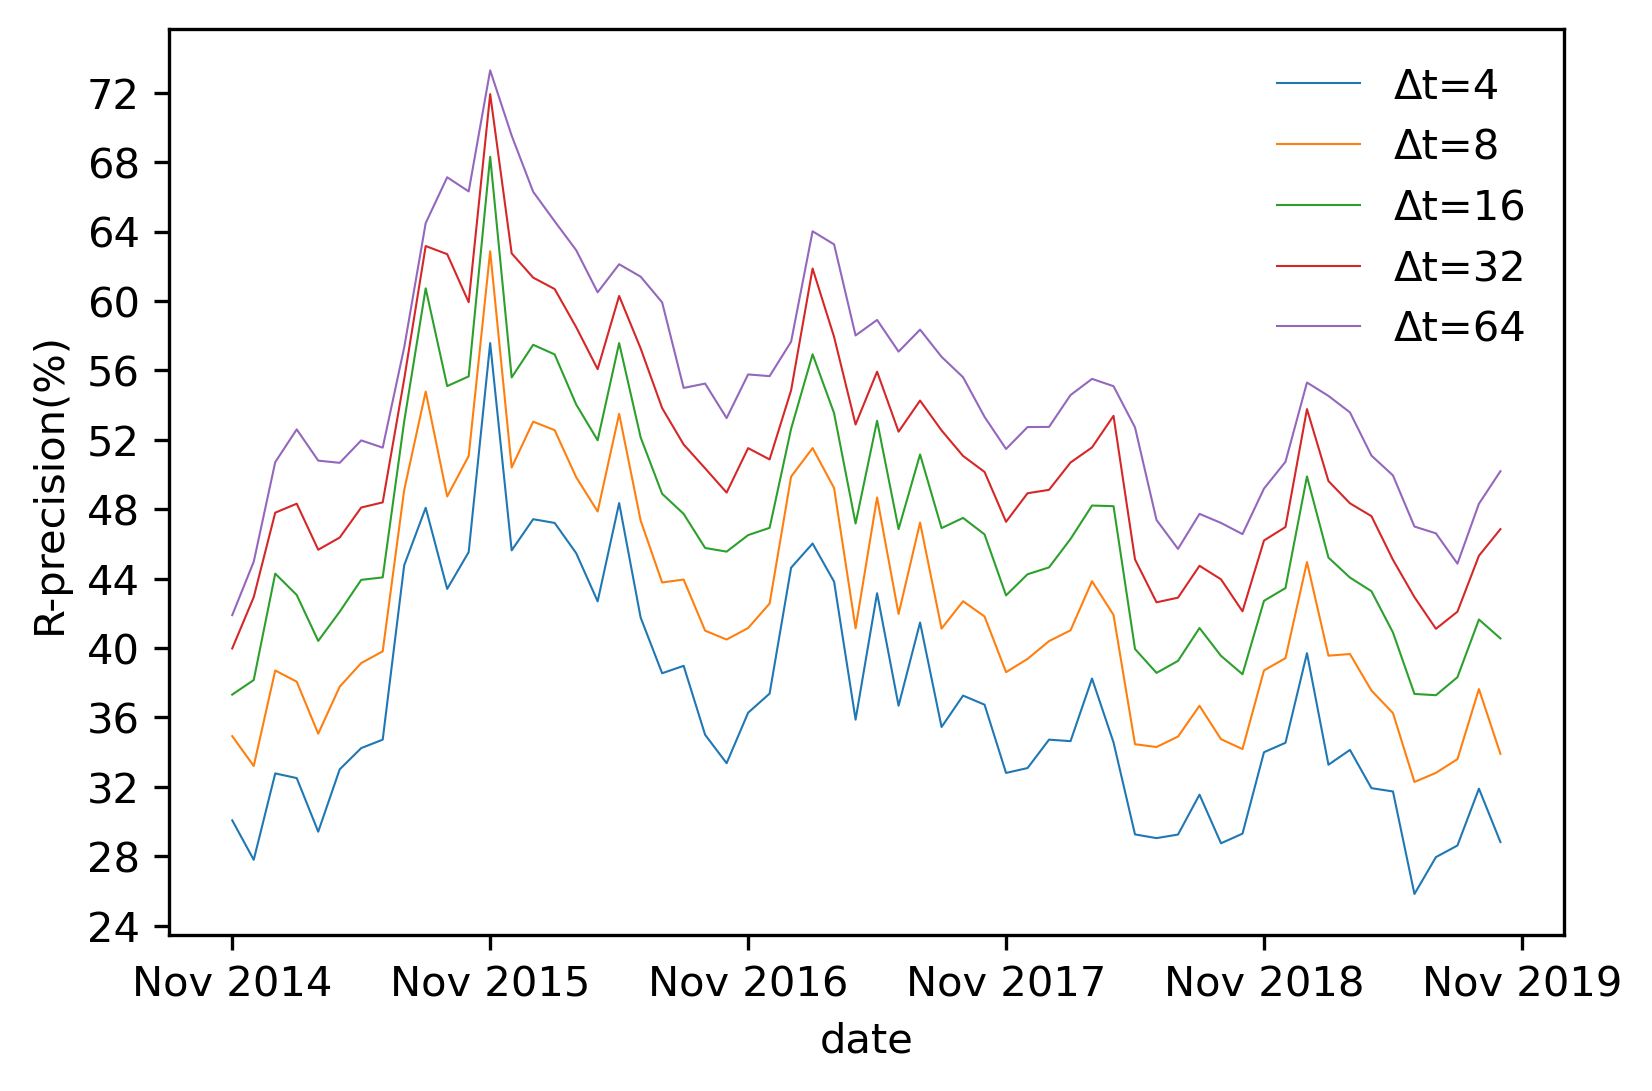 Δt=4
Δt=8
Δt=16
Δt=32
Δt=64
72
68
64
60
56
52
48
44
40
36
32
28
24
R-precision(%)
Nov 2014 Nov 2015 Nov 2016 Nov 2017 Nov 2018 Nov 2019
date